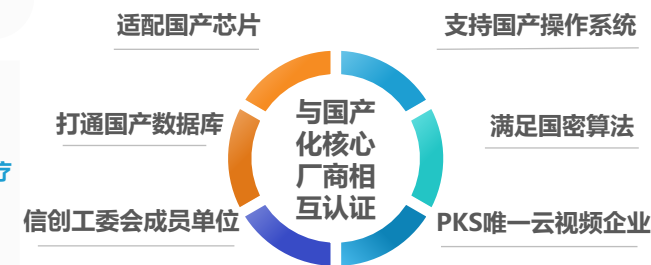 适配国产芯片
支持国产操作系统
打通国产数据库
与国产
化核心
厂商相
互认证
满足国密算法
疗
信创工委会成员单位
PKS唯一云视频企业